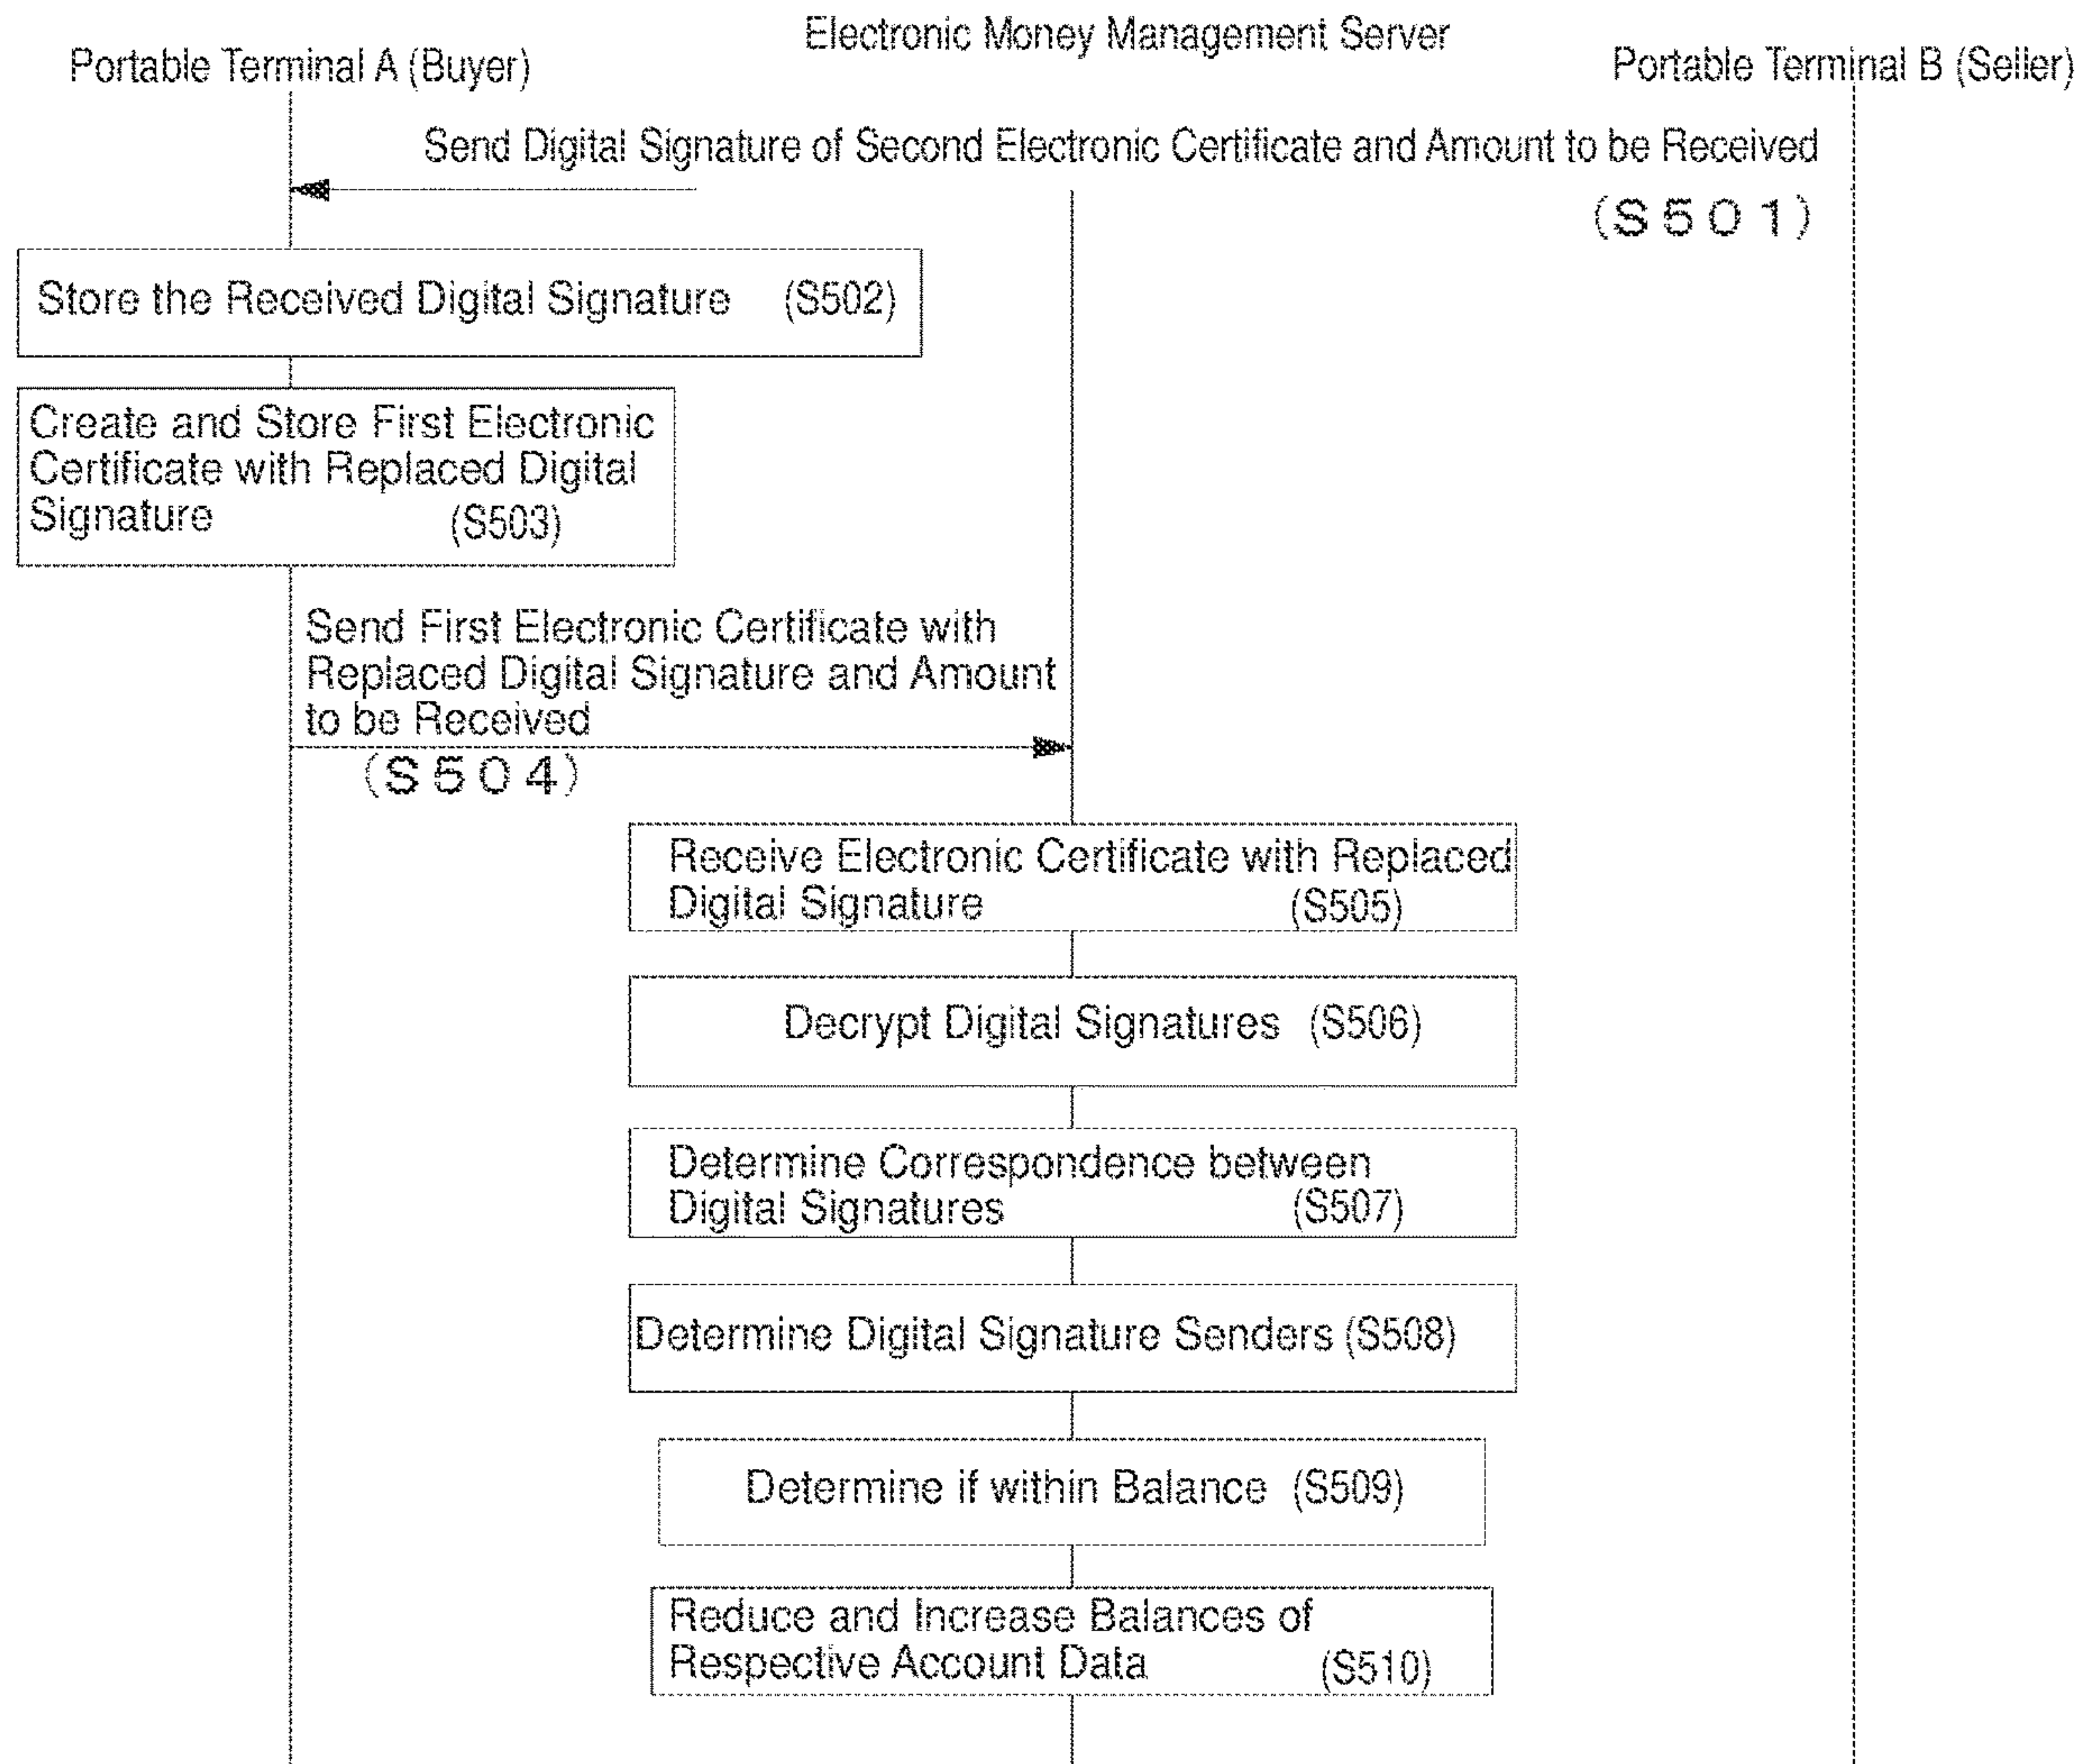 Electronic Money Management Server
Portable Terminal A (Buyer)
Portable Terminal B (Seller)
Send Digital Signature of Second Electronic Certificate and Amount to be Received
(S501)
Store the Received Digital Signature (S502)
Create and Store First Electronic
Certificate with Replaced Digital
Signature (S503)
Send First Electronic Certificate with
Replaced Digital Signature and Amount
to be Received
(S504)
Receive Electronic Certificate with Replaced
Digital Signature (S505)
Decrypt Digital Signatures (S506)
Determine Correspondence between
Digital Signatures (S507)
Determine Digital Signature Senders (S508)
Determine if within Balance (S509)
Reduce and Increase Balances of
Respective Account Data (S510)